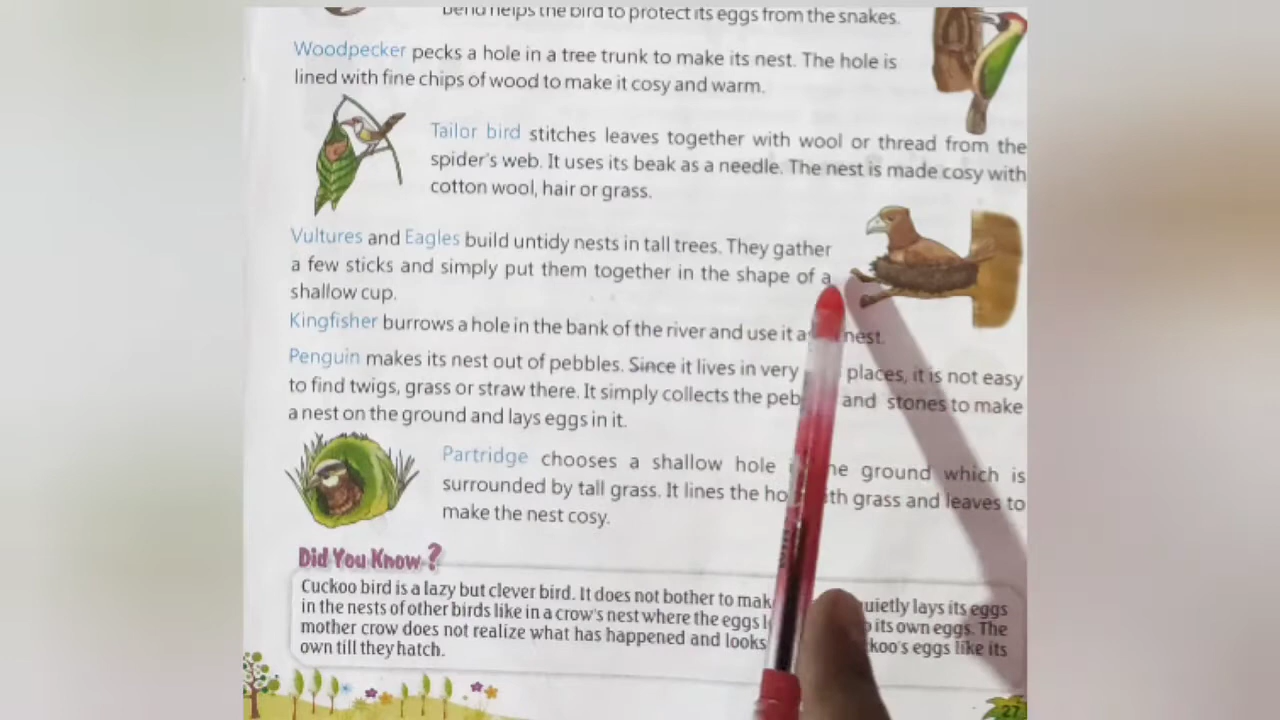 bend helps the bird to protect its eggs from the snakes.
Woodpecker pecks a hole in a tree trunk to make its nest. The hole is
lined with fine chips of wood to make it cosy and warm.
Tailor bird stitches leaves together with wool or thread from the
spider's web. It uses its beak as a needle. The nest is made cosy with
cotton wool, hair or grass.
Vultures and Eagles build untidy nests in tall trees. They gather
a few sticks and simply put them together in the shape of a
shallow cup.
Kingfisher burrows a hole in the bank of the river and use it nest.
Penguin makes its nest out of pebbles. Since it lives in very places, it is not easy
to find twigs, grass or straw there. It simply collects the and stones to make
a nest on the ground and lays eggs in it.
Partridge chooses a shallow hole ground which is
surrounded by tall grass. It lines the grass and leaves to
make the nest cosy.
Did You Know?
Cuckoo bird is a lazy but clever bird. It does not bother to lays its eggs
in the nests of other birds like in a crow's nest where the eggs its own eggs. The
mother crow does not realize what has happened and looks eggs like its
own till they hatch.
27